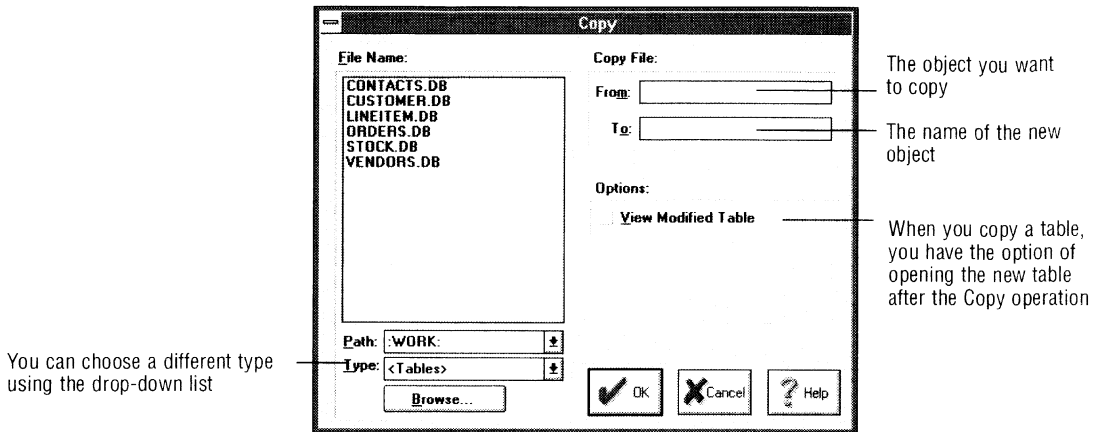 Copy
File Name:
CONTACTS.DB
CUSTOMER.DB
LINEITEM.DB
ORDERS.DB
STOCK.DB
VENDORS.DB
Path: :WORK:
Type: <Tables>
Browse...
Copy File:
From:
To:
Options:
View Modified Table
OK
Cancel
? Help
The object you want
to copy
The name of the new
object
When you copy a table,
you have the option of
opening the new table
after the Copy operation
You can choose a different type
using the drop-down list